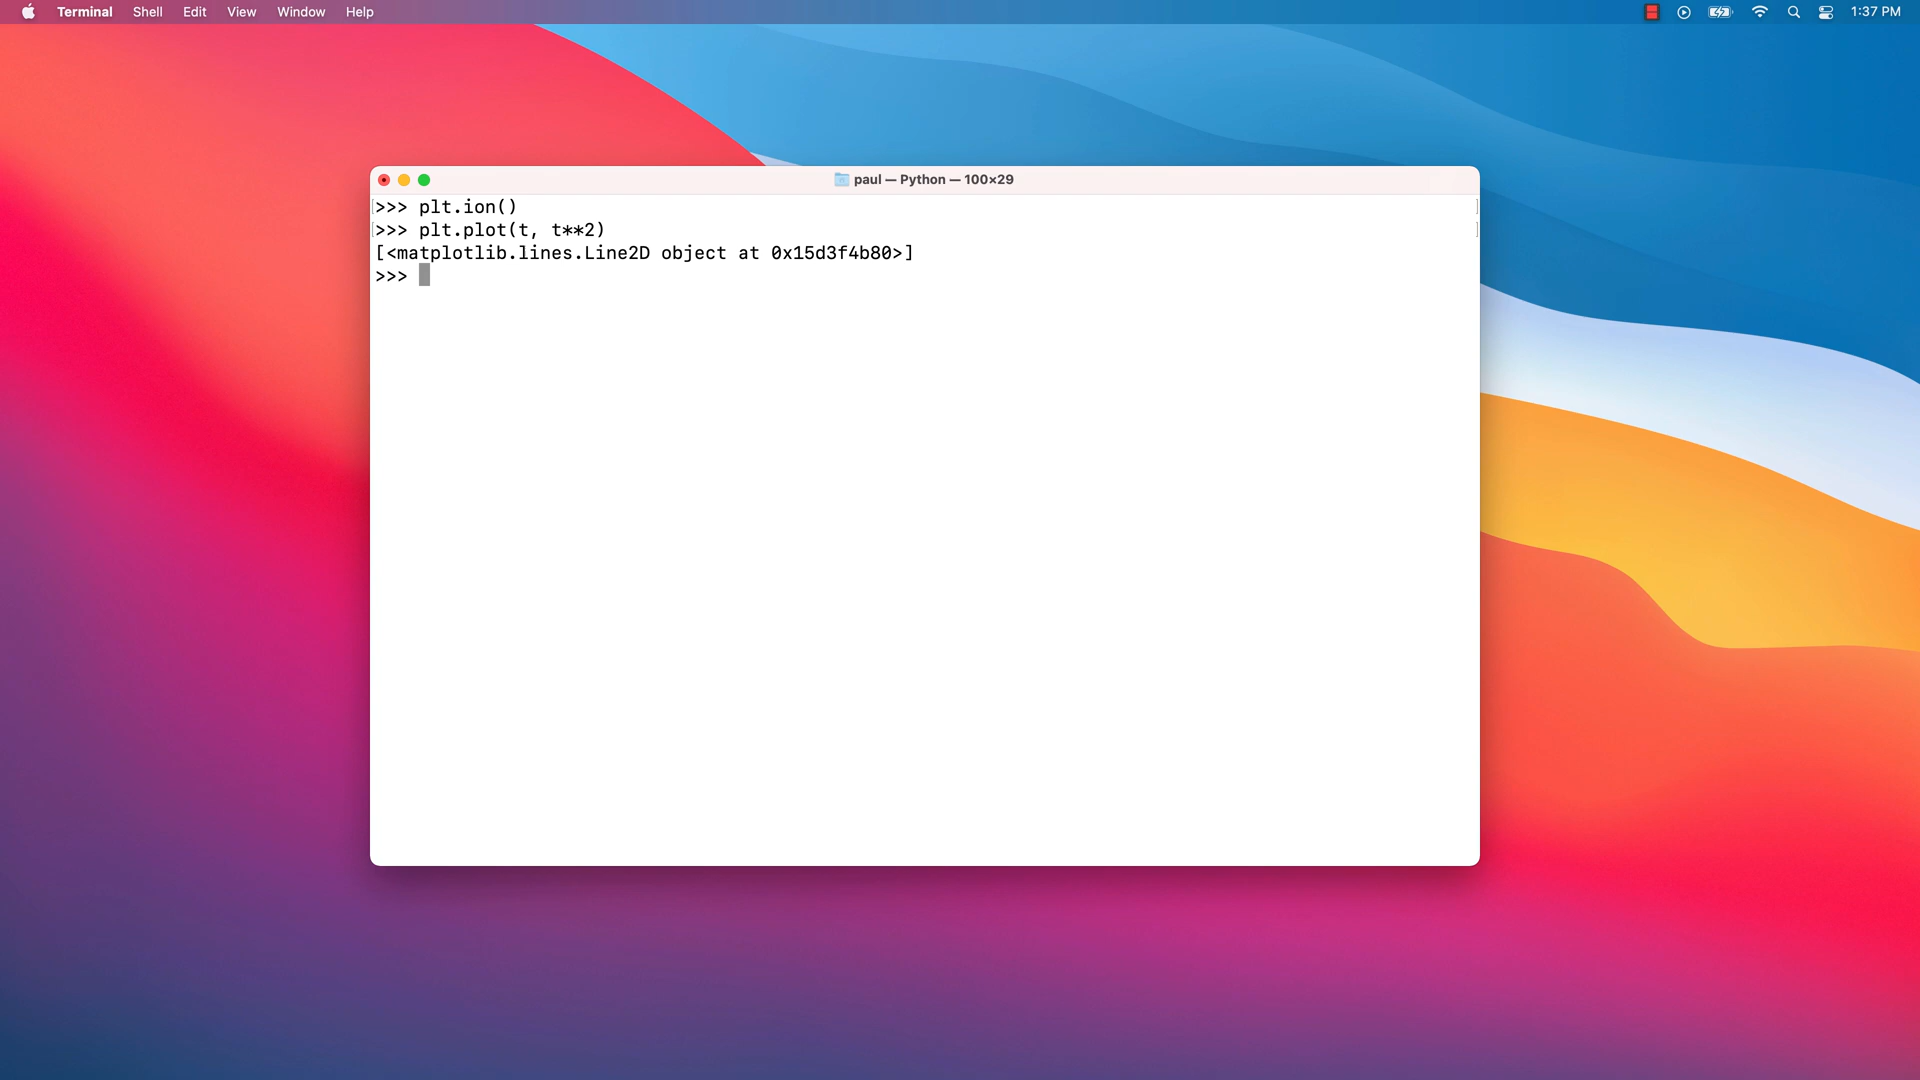 Terminal Shell Edit View Window Help 1:37 PM
paul — Python — 100×29
>>> plt.ion()
>>> plt.plot(t, t**2)
[<matplotlib.lines.Line2D object at 0x15d3f4b80>]
>>>